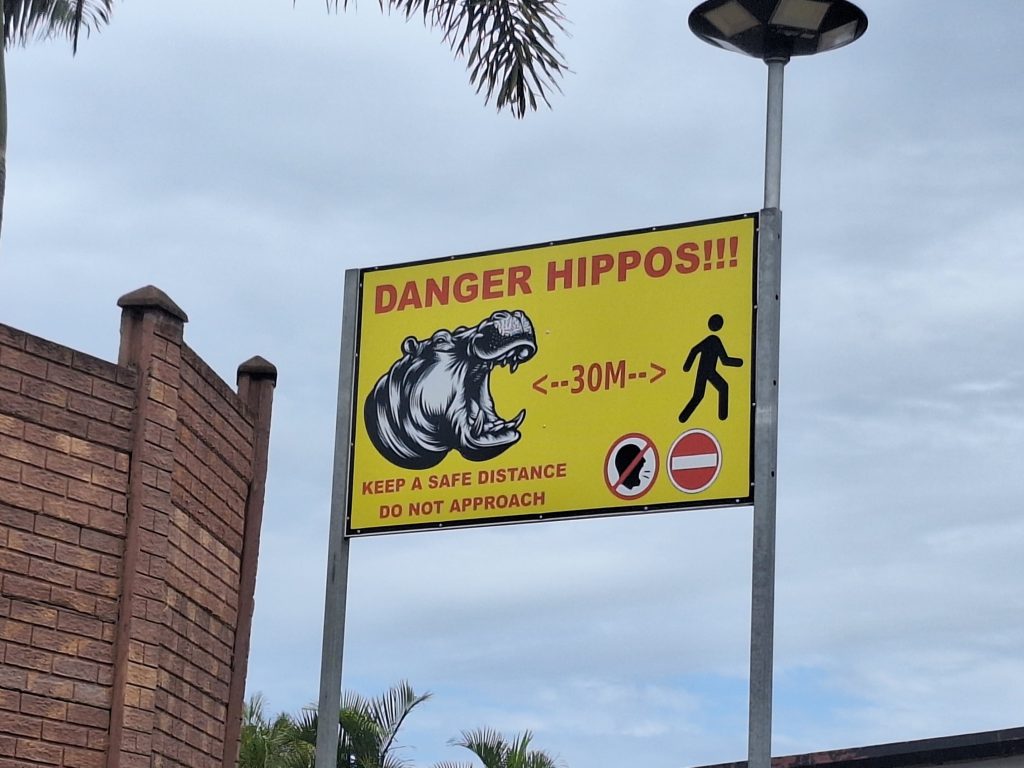 DANGER HIPPOS!!!
<--30M-->
KEEP A SAFE DISTANCE
DO NOT APPROACH